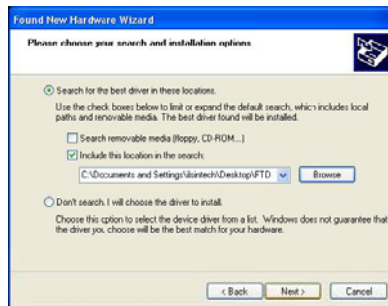 Found New Hardware Wizard
Please choose your search and installation options.
Search for the best driver in these locations.
Use the check boxes below to limit or expand the default search, which includes local
paths and removable media. The best driver found will be installed.
Search removable media (floppy, CD-ROM...)
Include this location in the search:
C:\Documents and Settings\ilsintech\Desktop\FTD
Browse
Don't search. I will choose the driver to install.
Choose this option to select the device driver from a list. Windows does not guarantee that
the driver you choose will be the best match for your hardware.
< Back
Next >
Cancel